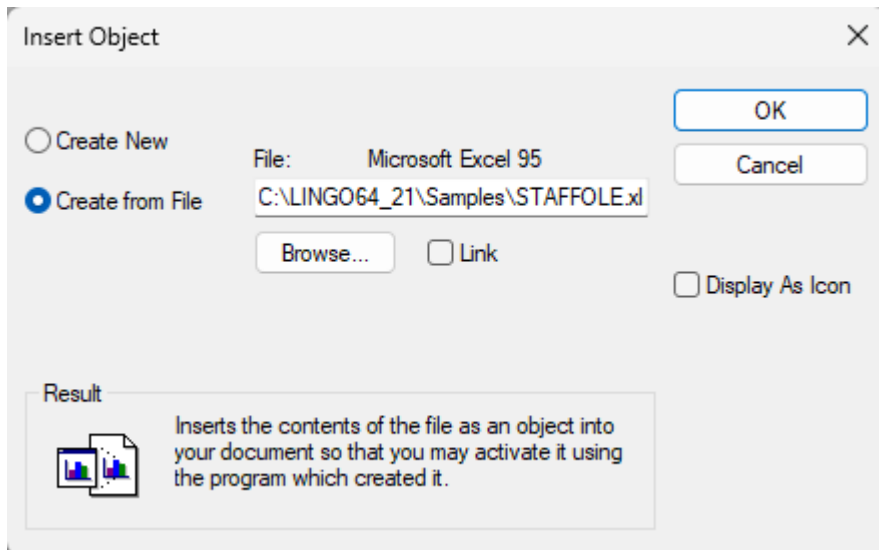 Insert Object
OK
Create New
File: Microsoft Excel 95
Cancel
Create from File
C:\LINGO64_21\Samples\STAFFOLE.xl
Browse...
Link
Display As Icon
Result
Inserts the contents of the file as an object into
your document so that you may activate it using
the program which created it.